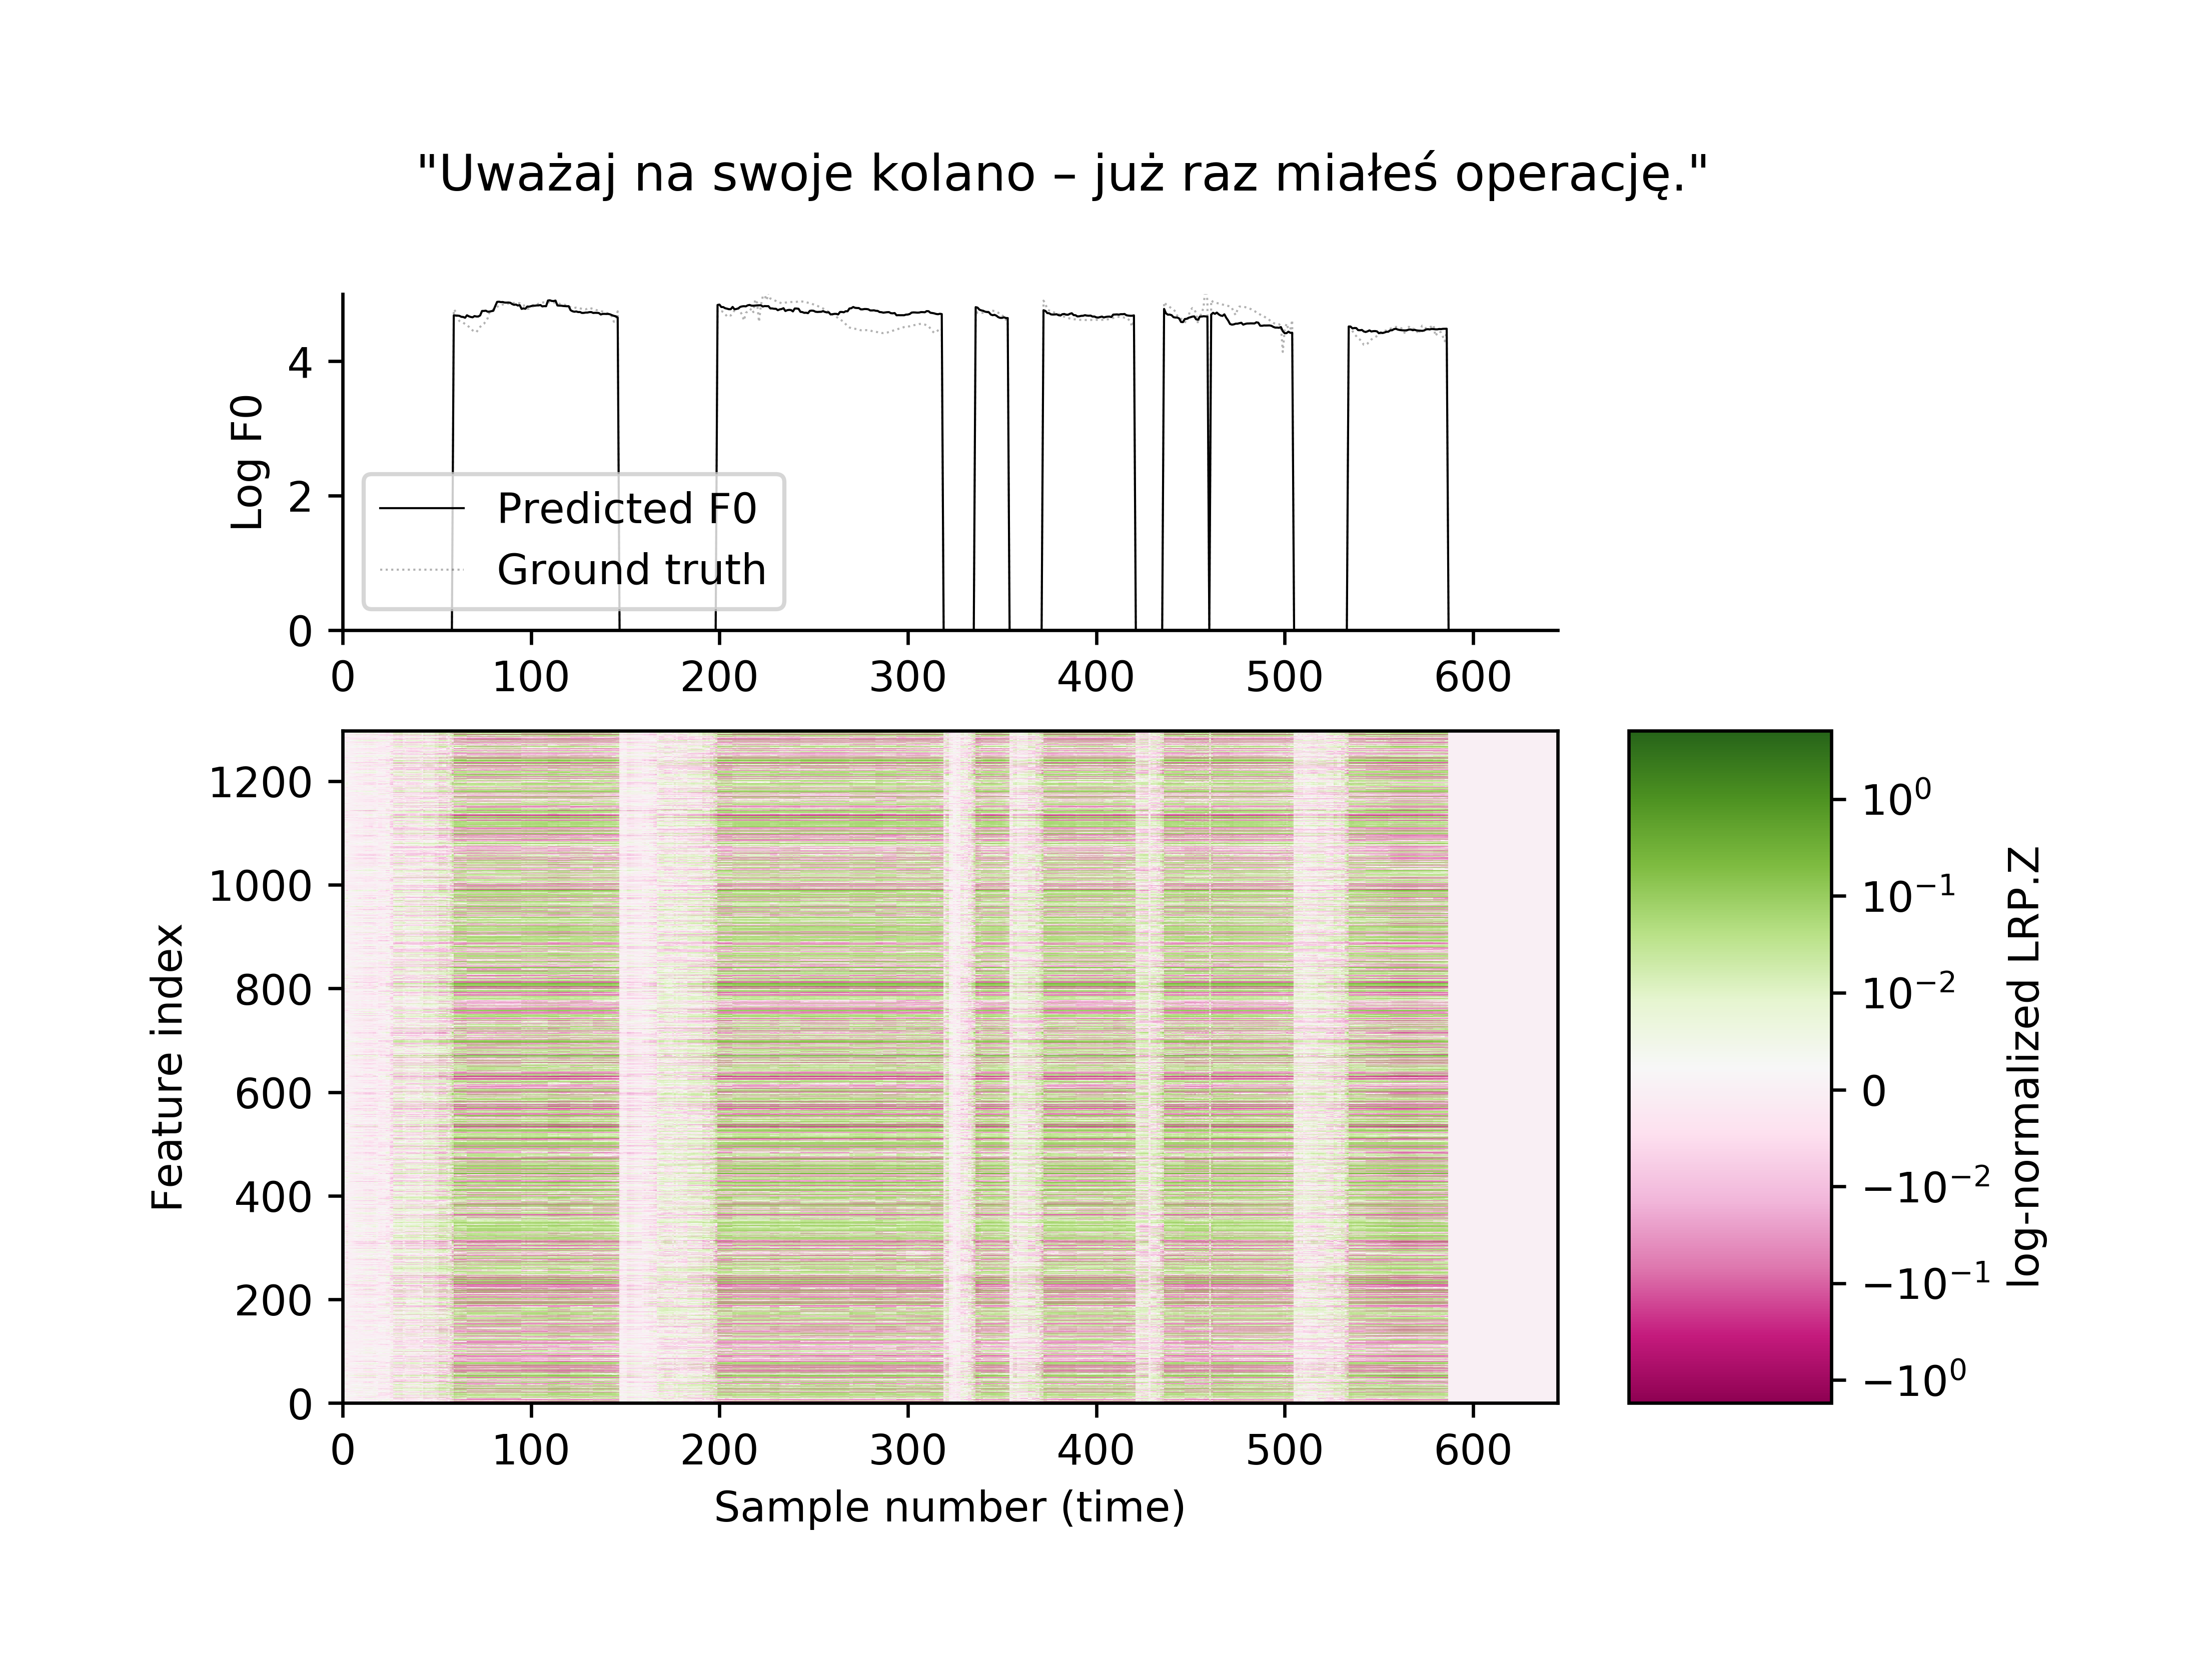 "Uważaj na swoje kolano – już raz miałeś operację."
Log F0
4
2
0
Predicted F0
Ground truth
0 100 200 300 400 500 600
Feature index
1200
1000
800
600
400
200
0
0 100 200 300 400 500 600
Sample number (time)
10⁰
10⁻¹
10⁻²
0
−10⁻²
−10⁻¹
−10⁰
log-normalized LRP.Z